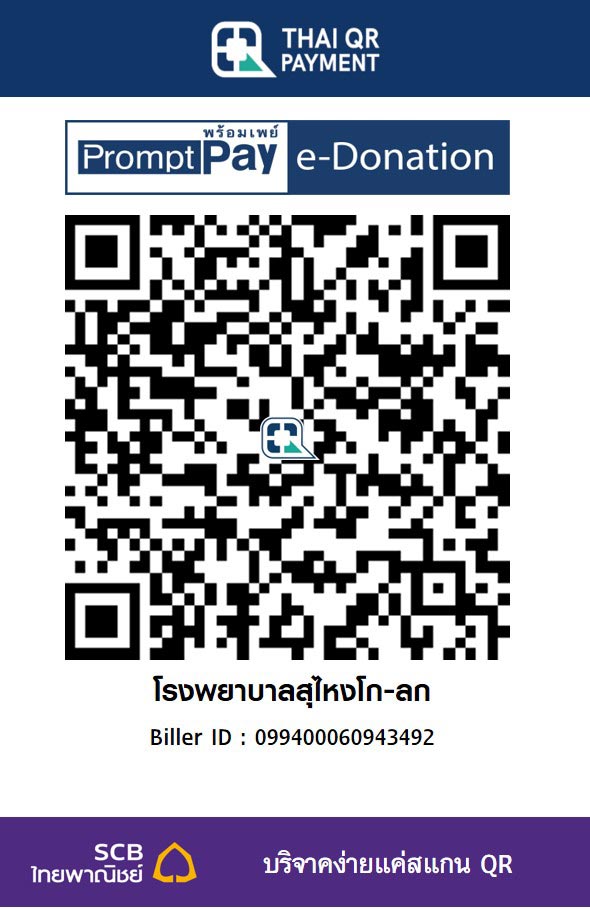 THAI QR
PAYMENT
พร้อมเพย์
PromptPay e-Donation
โรงพยาบาลสุไหงโก-ลก
Biller ID : 099400060943492
SCB
ไทยพาณิชย์
บริจาคง่ายแค่สแกน QR